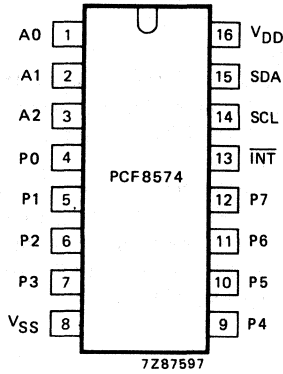 A0 1 16 VDD
A1 2 15 SDA
A2 3 14 SCL
P0 4 13 INT
PCF8574
P1 5 12 P7
P2 6 11 P6
P3 7 10 P5
VSS 8 9 P4
7Z87597